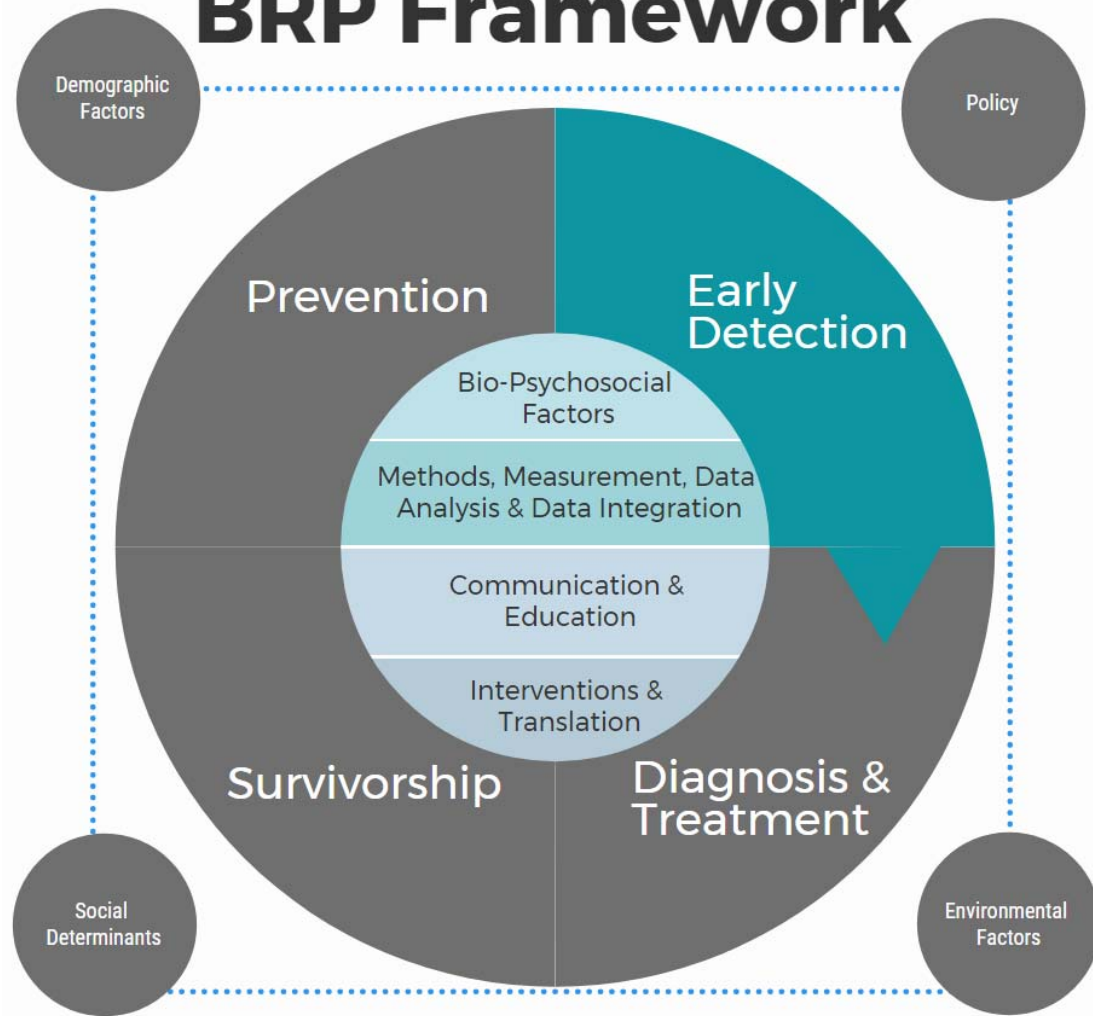 BRP Framework
Demographic
Factors
Policy
Prevention
Early
Detection
Bio-Psychosocial
Factors
Methods, Measurement, Data
Analysis & Data Integration
Communication &
Education
Interventions &
Translation
Survivorship
Diagnosis &
Treatment
Social
Determinants
Environmental
Factors